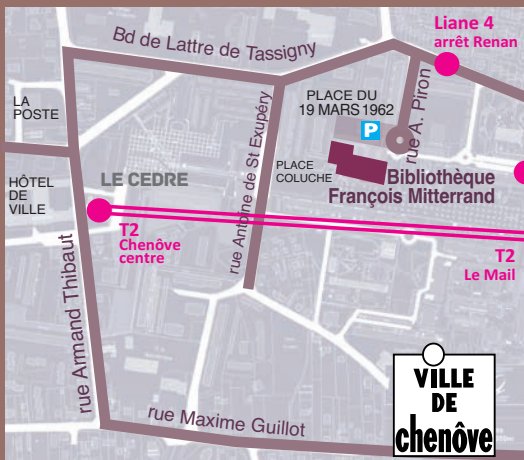 Liane 4
arrêt Renan
Bd de Lattre de Tassigny
PLACE DU
19 MARS 1962
P
rue A. Piron
LA
POSTE
rue Antoine de St Exupéry
PLACE
COLUCHE
Bibliothèque
François Mitterrand
HÔTEL
DE
VILLE
LE CEDRE
T2
Chenôve
centre
T2
Le Mail
rue Armand Thibaut
rue Maxime Guillot
VILLE
DE
chenôve